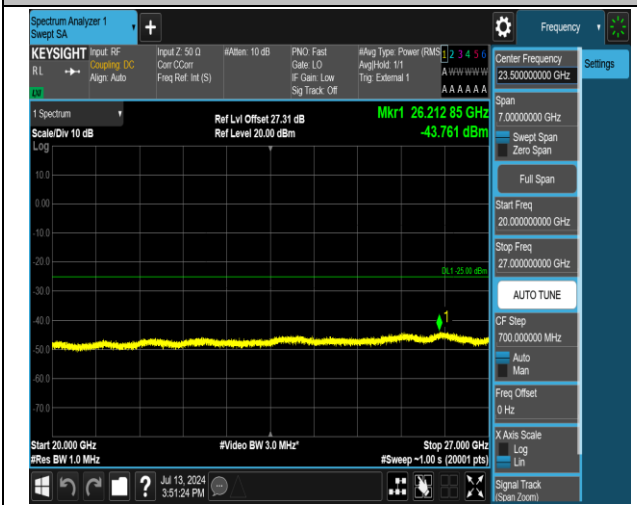 Spectrum Analyzer 1
Swept SA
Frequency
KEYSIGHT
RL
LXI
Input: RF
Coupling: DC
Align: Auto
Input Z: 50 Ω
Corr CCorr
Freq Ref: Int (S)
#Atten: 10 dB
PNO: Fast
Gate: LO
IF Gain: Low
Sig Track: Off
#Avg Type: Power (RMS
Avg|Hold: 1/1
Trig: External 1
1 2 3 4 5 6
A W W W W W
A A A A A A
Settings
Center Frequency
23.500000000 GHz
Span
7.00000000 GHz
Swept Span
Zero Span
Full Span
Start Freq
20.000000000 GHz
Stop Freq
27.000000000 GHz
AUTO TUNE
CF Step
700.000000 MHz
Auto
Man
Freq Offset
0 Hz
X Axis Scale
Log
Lin
Signal Track
(Span Zoom)
1 Spectrum
Scale/Div 10 dB
Log
Ref Lvl Offset 27.31 dB
Ref Level 20.00 dBm
Mkr1 26.212 85 GHz
-43.761 dBm
10.0
0.00
-10.0
-20.0
DL1 -25.00 dBm
-30.0
-40.0
1
-50.0
-60.0
-70.0
Start 20.000 GHz
#Res BW 1.0 MHz
#Video BW 3.0 MHz*
Stop 27.000 GHz
#Sweep ~1.00 s (20001 pts)
?
Jul 13, 2024
3:51:24 PM